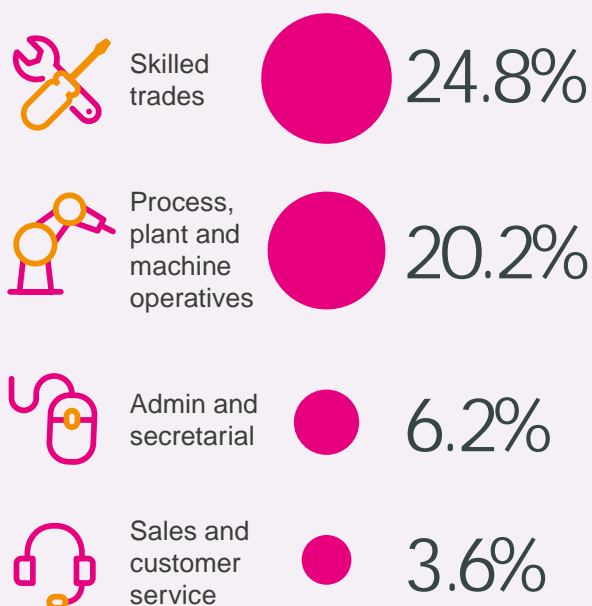 Skilled
trades
24.8%
Process,
plant and
machine
operatives
20.2%
Admin and
secretarial
6.2%
Sales and
customer
service
3.6%